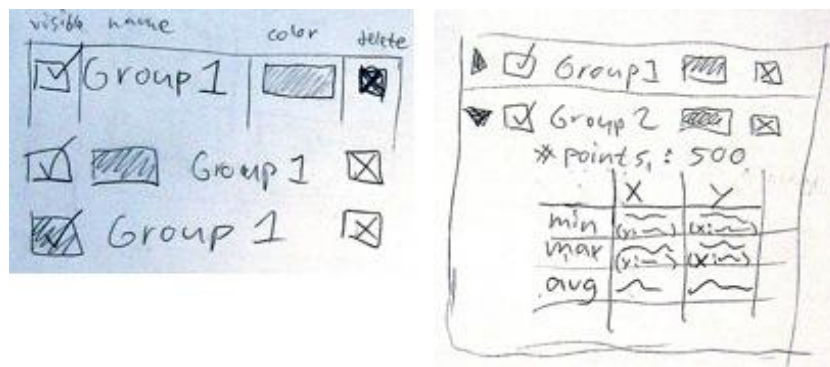 visible name color delete
Group 1
Group 1
Group 1
Group 1
Group 2
# points: 500
X Y
min (y: (x:
max (y: (x:
avg